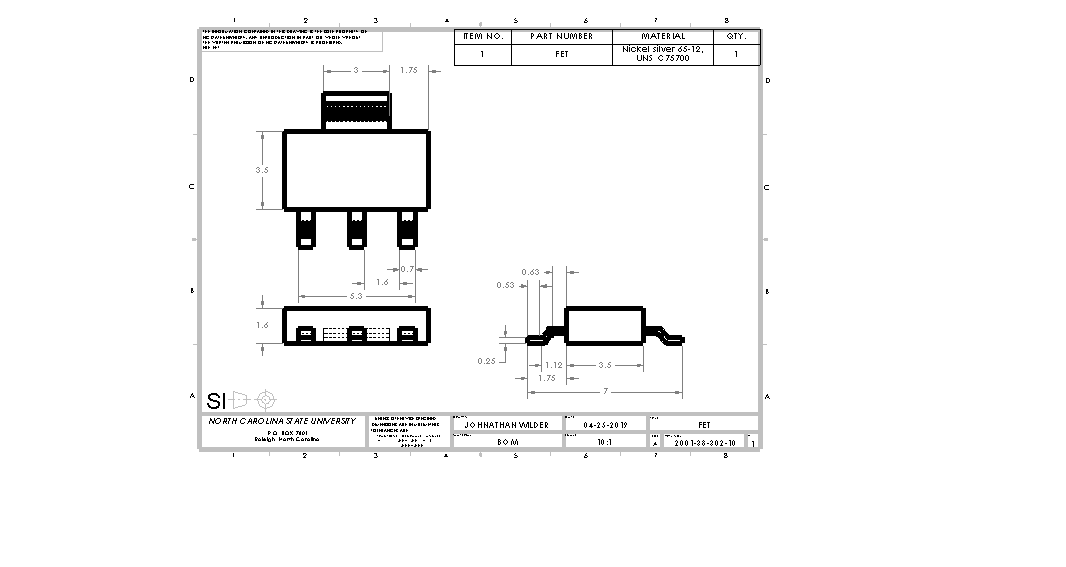 1 2 3 4 5 6 7 8
ITEM NO. PART NUMBER MATERIAL QTY.
1 FET Nickel silver 65-12, UNS C75700 1
D D
3 1.75
3.5
C C
0.7
1.6
5.3
0.63
0.53
B B
1.6
0.25
1.12 3.5
1.75
7
A A
SI
NORTH CAROLINA STATE UNIVERSITY
P.O. BOX 7801
Raleigh North Carolina
JOHNATHAN WILDER 04-25-2019 FET
BOM 10:1 A 2001-38-302-10 1
1 2 3 4 5 6 7 8